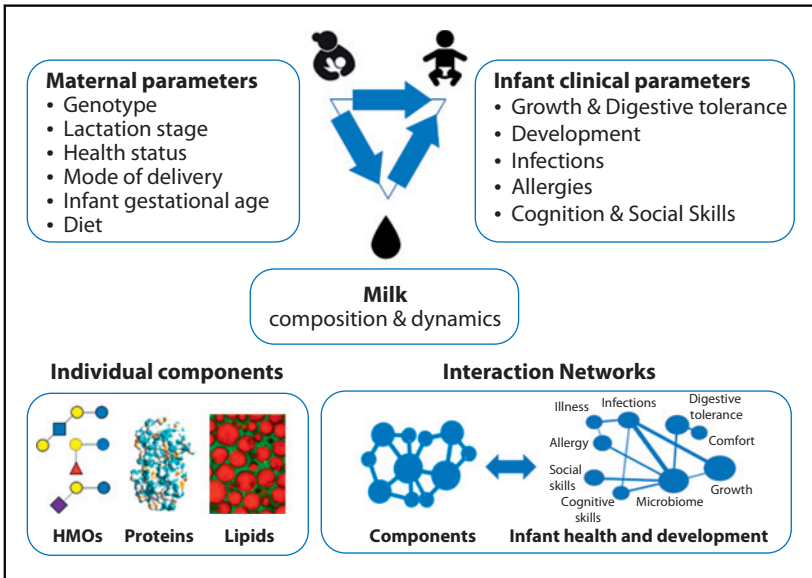 Maternal parameters
• Genotype
• Lactation stage
• Health status
• Mode of delivery
• Infant gestational age
• Diet
Infant clinical parameters
• Growth & Digestive tolerance
• Development
• Infections
• Allergies
• Cognition & Social Skills
Milk
composition & dynamics
Individual components
HMOs
Proteins
Lipids
Interaction Networks
Components
Illness
Infections
Digestive
tolerance
Allergy
Comfort
Social
skills
Cognitive
skills
Microbiome
Growth
Infant health and development